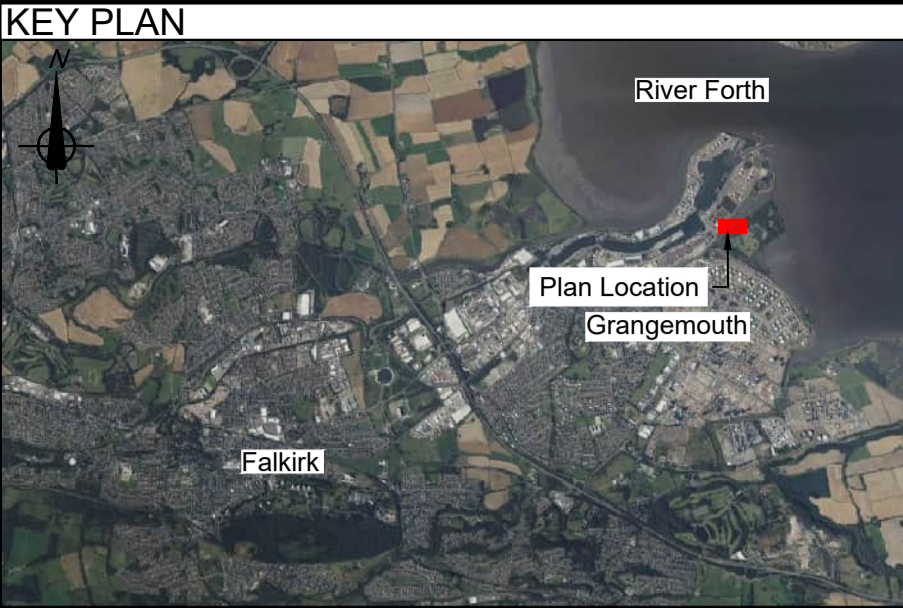 KEY PLAN
N
River Forth
Plan Location
Grangemouth
Falkirk